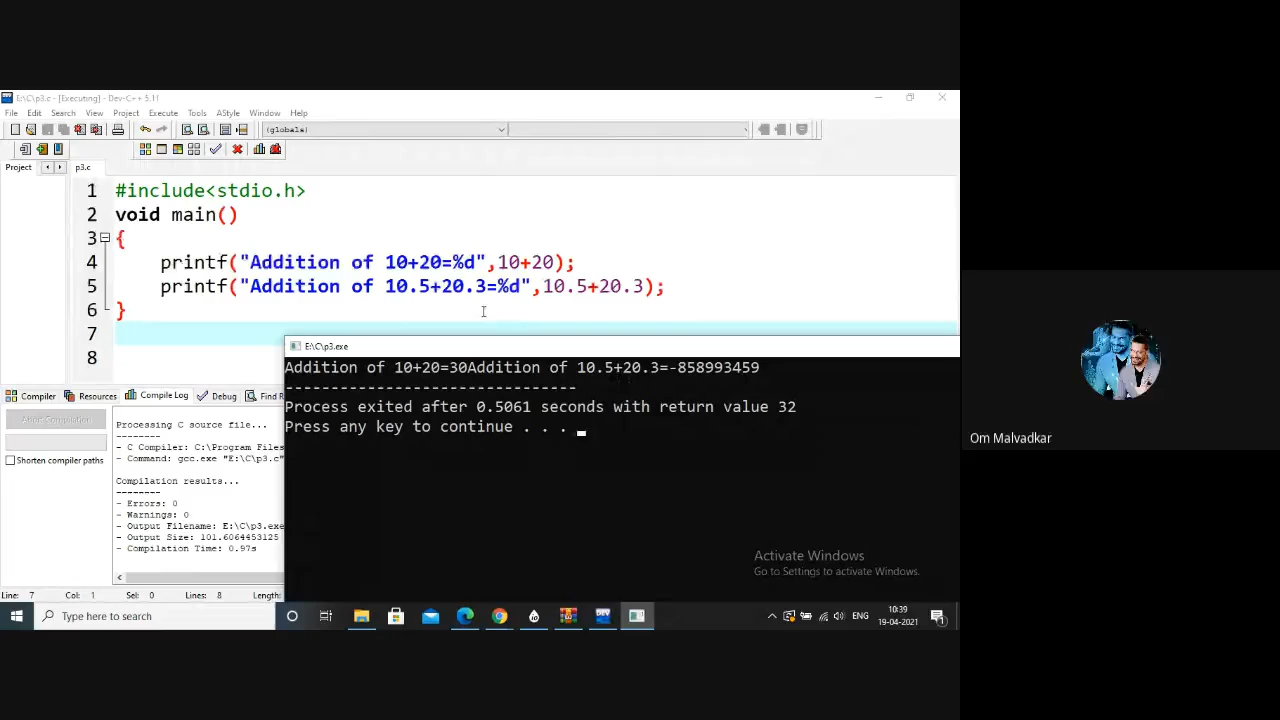 E:\C\p3.c - [Executing] - Dev-C++ 5.11
File Edit Search View Project Execute Tools AStyle Window Help
(globals)
Project p3.c
1 #include<stdio.h>
2 void main()
3 {
4 printf("Addition of 10+20=%d",10+20);
5 printf("Addition of 10.5+20.3=%d",10.5+20.3);
6 }
7
8
E:\C\p3.exe
Addition of 10+20=30Addition of 10.5+20.3=-858993459
--------------------------------
Process exited after 0.5061 seconds with return value 32
Press any key to continue . . .
Compiler Resources Compile Log Debug Find R
Abort Compilation
Shorten compiler paths
Processing C source file...
--------
- C Compiler: C:\Program Files
- Command: gcc.exe "E:\C\p3.c"
Compilation results...
--------
- Errors: 0
- Warnings: 0
- Output Filename: E:\C\p3.exe
- Output Size: 101.6064453125
- Compilation Time: 0.97s
Activate Windows
Go to Settings to activate Windows.
Line: 7 Col: 1 Sel: 0 Lines: 8 Length:
Type here to search
DEV
ENG
10:39
19-04-2021
1
Om Malvadkar